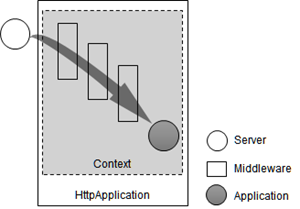 Context
HttpApplication
Server
Middleware
Application